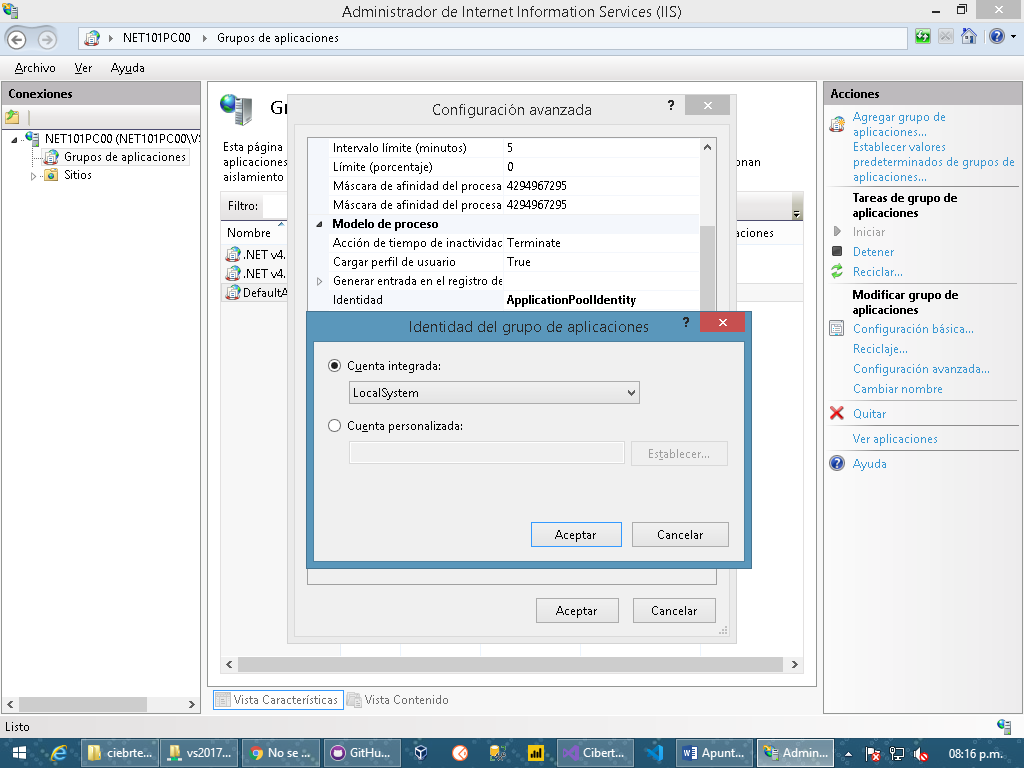 Administrador de Internet Information Services (IIS)
NET101PC00
Grupos de aplicaciones
Archivo Ver Ayuda
Conexiones
NET101PC00 (NET101PC00\VS
Grupos de aplicaciones
Sitios
Esta página
aplicaciones
aislamiento
Filtro:
Nombre
.NET v4.
.NET v4.
DefaultA
Configuración avanzada
?
Intervalo límite (minutos) 5
Límite (porcentaje) 0
Máscara de afinidad del procesa 4294967295
Máscara de afinidad del procesa 4294967295
Modelo de proceso
Acción de tiempo de inactividad Terminate
Cargar perfil de usuario True
Generar entrada en el registro de
Identidad ApplicationPoolIdentity
Identidad del grupo de aplicaciones
?
Cuenta integrada:
LocalSystem
Cuenta personalizada:
Establecer...
Aceptar Cancelar
Aceptar Cancelar
Vista Características Vista Contenido
Acciones
Agregar grupo de
aplicaciones...
Establecer valores
predeterminados de grupos de
aplicaciones...
Tareas de grupo de
aplicaciones
Iniciar
Detener
Reciclar...
Modificar grupo de
aplicaciones
Configuración básica...
Reciclaje...
Configuración avanzada...
Cambiar nombre
Quitar
Ver aplicaciones
Ayuda
Listo
ciebrte... vs2017... No se ... GitHu... Cibert... Apunt... Admin... 08:16 p.m.